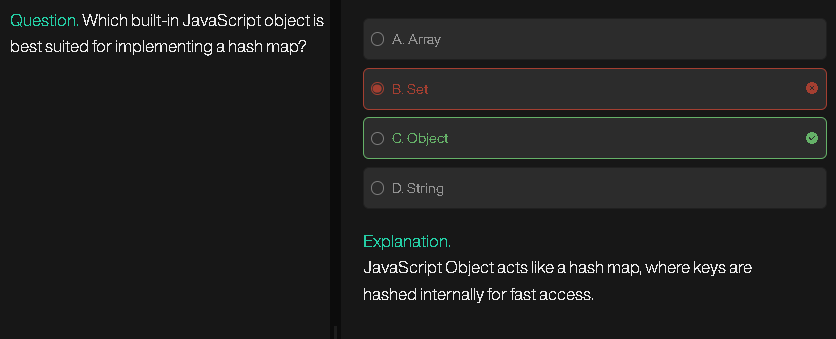 Question. Which built-in JavaScript object is
best suited for implementing a hash map?
A. Array
B. Set
C. Object
D. String
Explanation.
JavaScript Object acts like a hash map, where keys are
hashed internally for fast access.